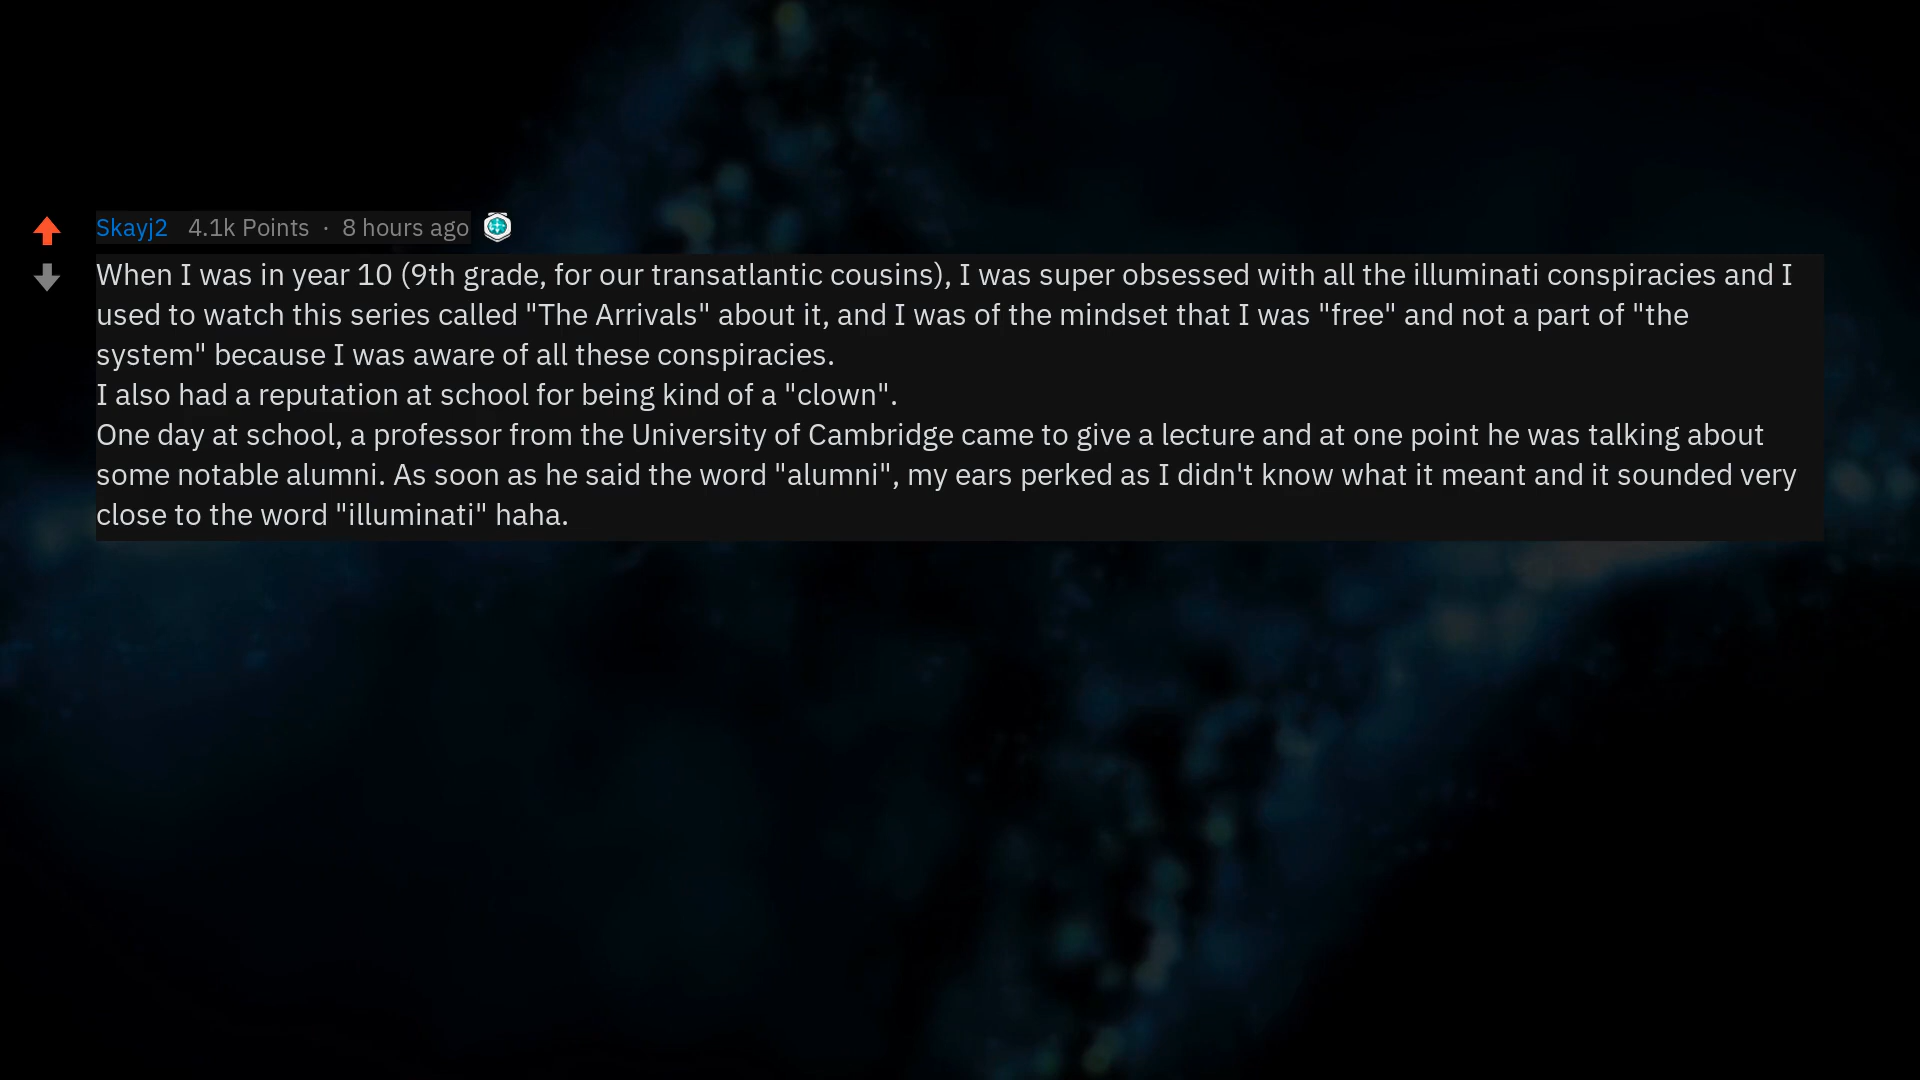 Skayj2 4.1k Points · 8 hours ago
When I was in year 10 (9th grade, for our transatlantic cousins), I was super obsessed with all the illuminati conspiracies and I
used to watch this series called "The Arrivals" about it, and I was of the mindset that I was "free" and not a part of "the
system" because I was aware of all these conspiracies.
I also had a reputation at school for being kind of a "clown".
One day at school, a professor from the University of Cambridge came to give a lecture and at one point he was talking about
some notable alumni. As soon as he said the word "alumni", my ears perked as I didn't know what it meant and it sounded very
close to the word "illuminati" haha.